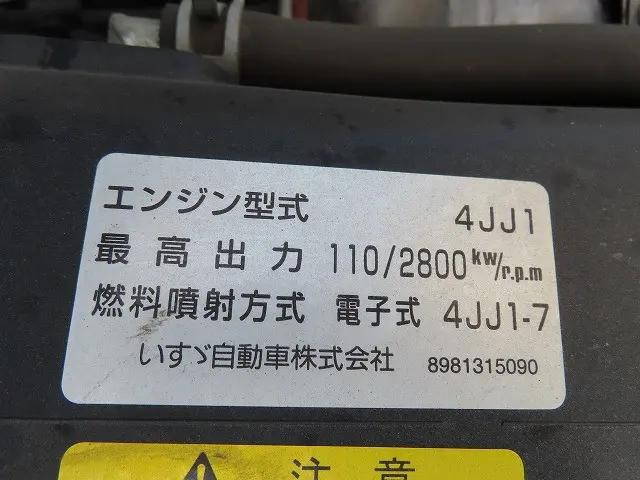 エンジン型式 4JJ1
最高出力 110/2800 kw/r.p.m
燃料噴射方式 電子式 4JJ1-7
いすゞ自動車株式会社 8981315090
注意